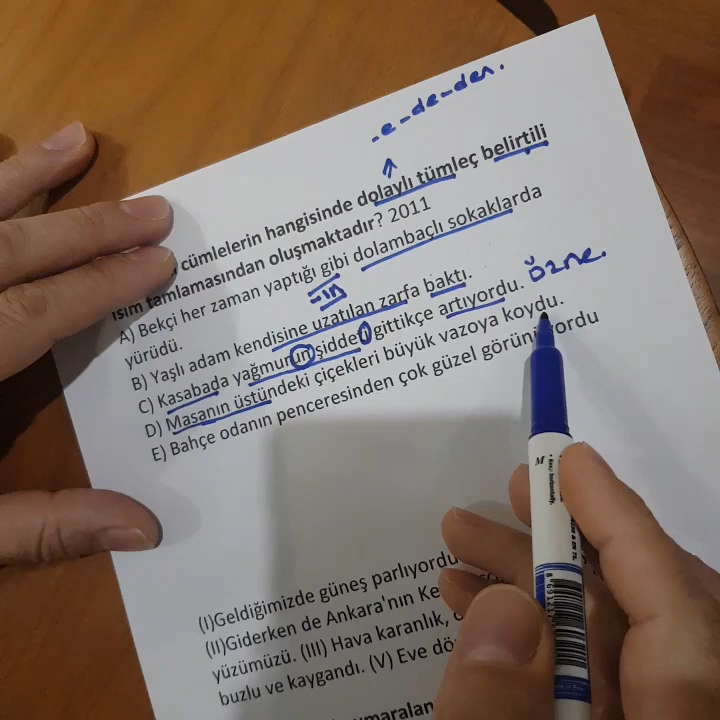 -e-de-den.
cümlelerin hangisinde dolaylı tümleç belirtili
isim tamlamasından oluşmaktadır? 2011
A) Bekçi her zaman yaptığı gibi dolambaçlı sokaklarda
yürüdü.
-ın
B) Yaşlı adam kendisine uzatılan zarfa baktı.
özne.
C) Kasabada yağmurun şiddeti gittikçe artıyordu.
D) Masanın üstündeki çiçekleri büyük vazoya koydu.
E) Bahçe odanın penceresinden çok güzel
(I)Geldiğimizde güneş parlıyordu
(II)Giderken de Ankara'nın
yüzümüzü. (III) Hava karanlık,
buzlu ve kaygandı. (V) Eve
M